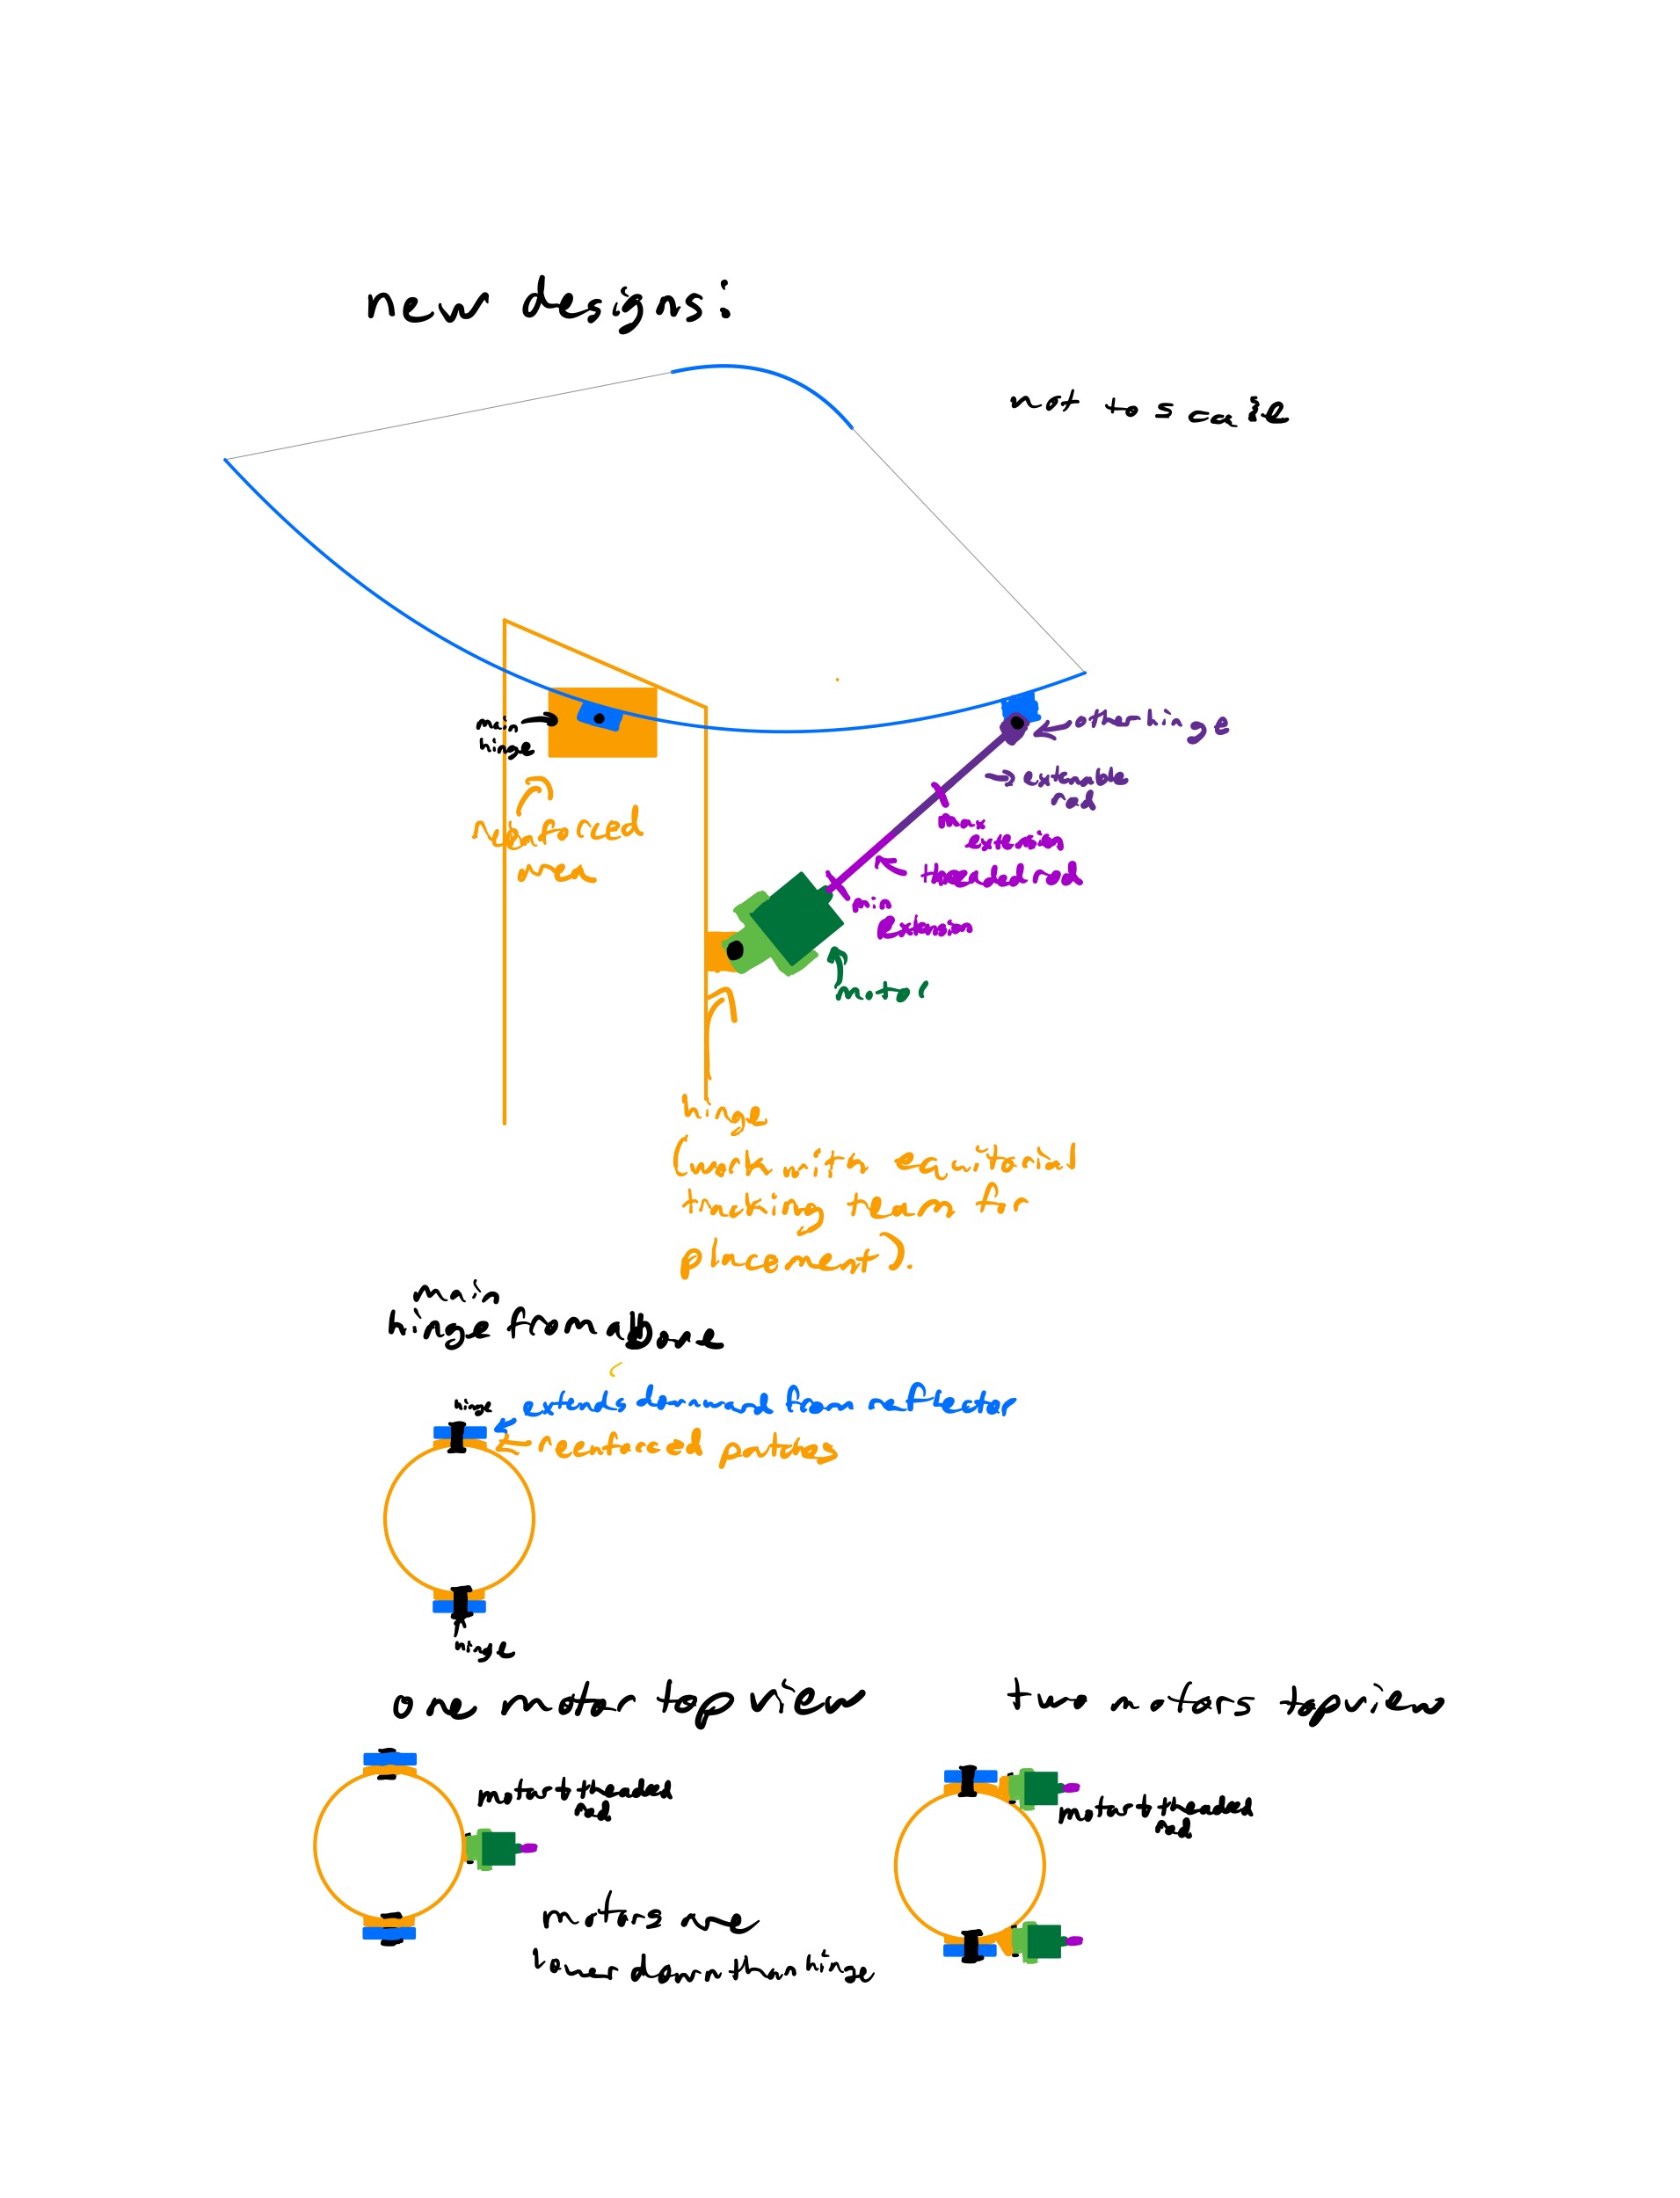 new designs:
not to scale
main
hinge
reinforced
area
other hinge
extenable
rod
max
extension
threaded rod
min
Extension
motor
hinge
(work with equitorial
tracking team for
placement).
main
hinge from above
hinge
extends downward from reflector
reenforced patches
hinge
one motor top view
two motors top view
motor & threaded
rod
motor & threaded
rod
motors are
lower down than hinge